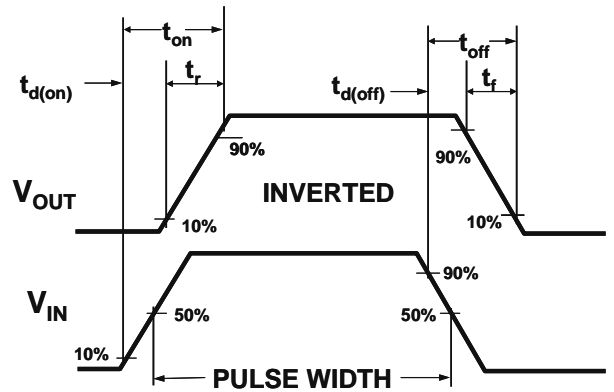 t_on t_off
t_d(on) t_r t_d(off) t_f
90% 90%
V_OUT INVERTED
10% 10%
90%
V_IN 50% 50%
10%
PULSE WIDTH